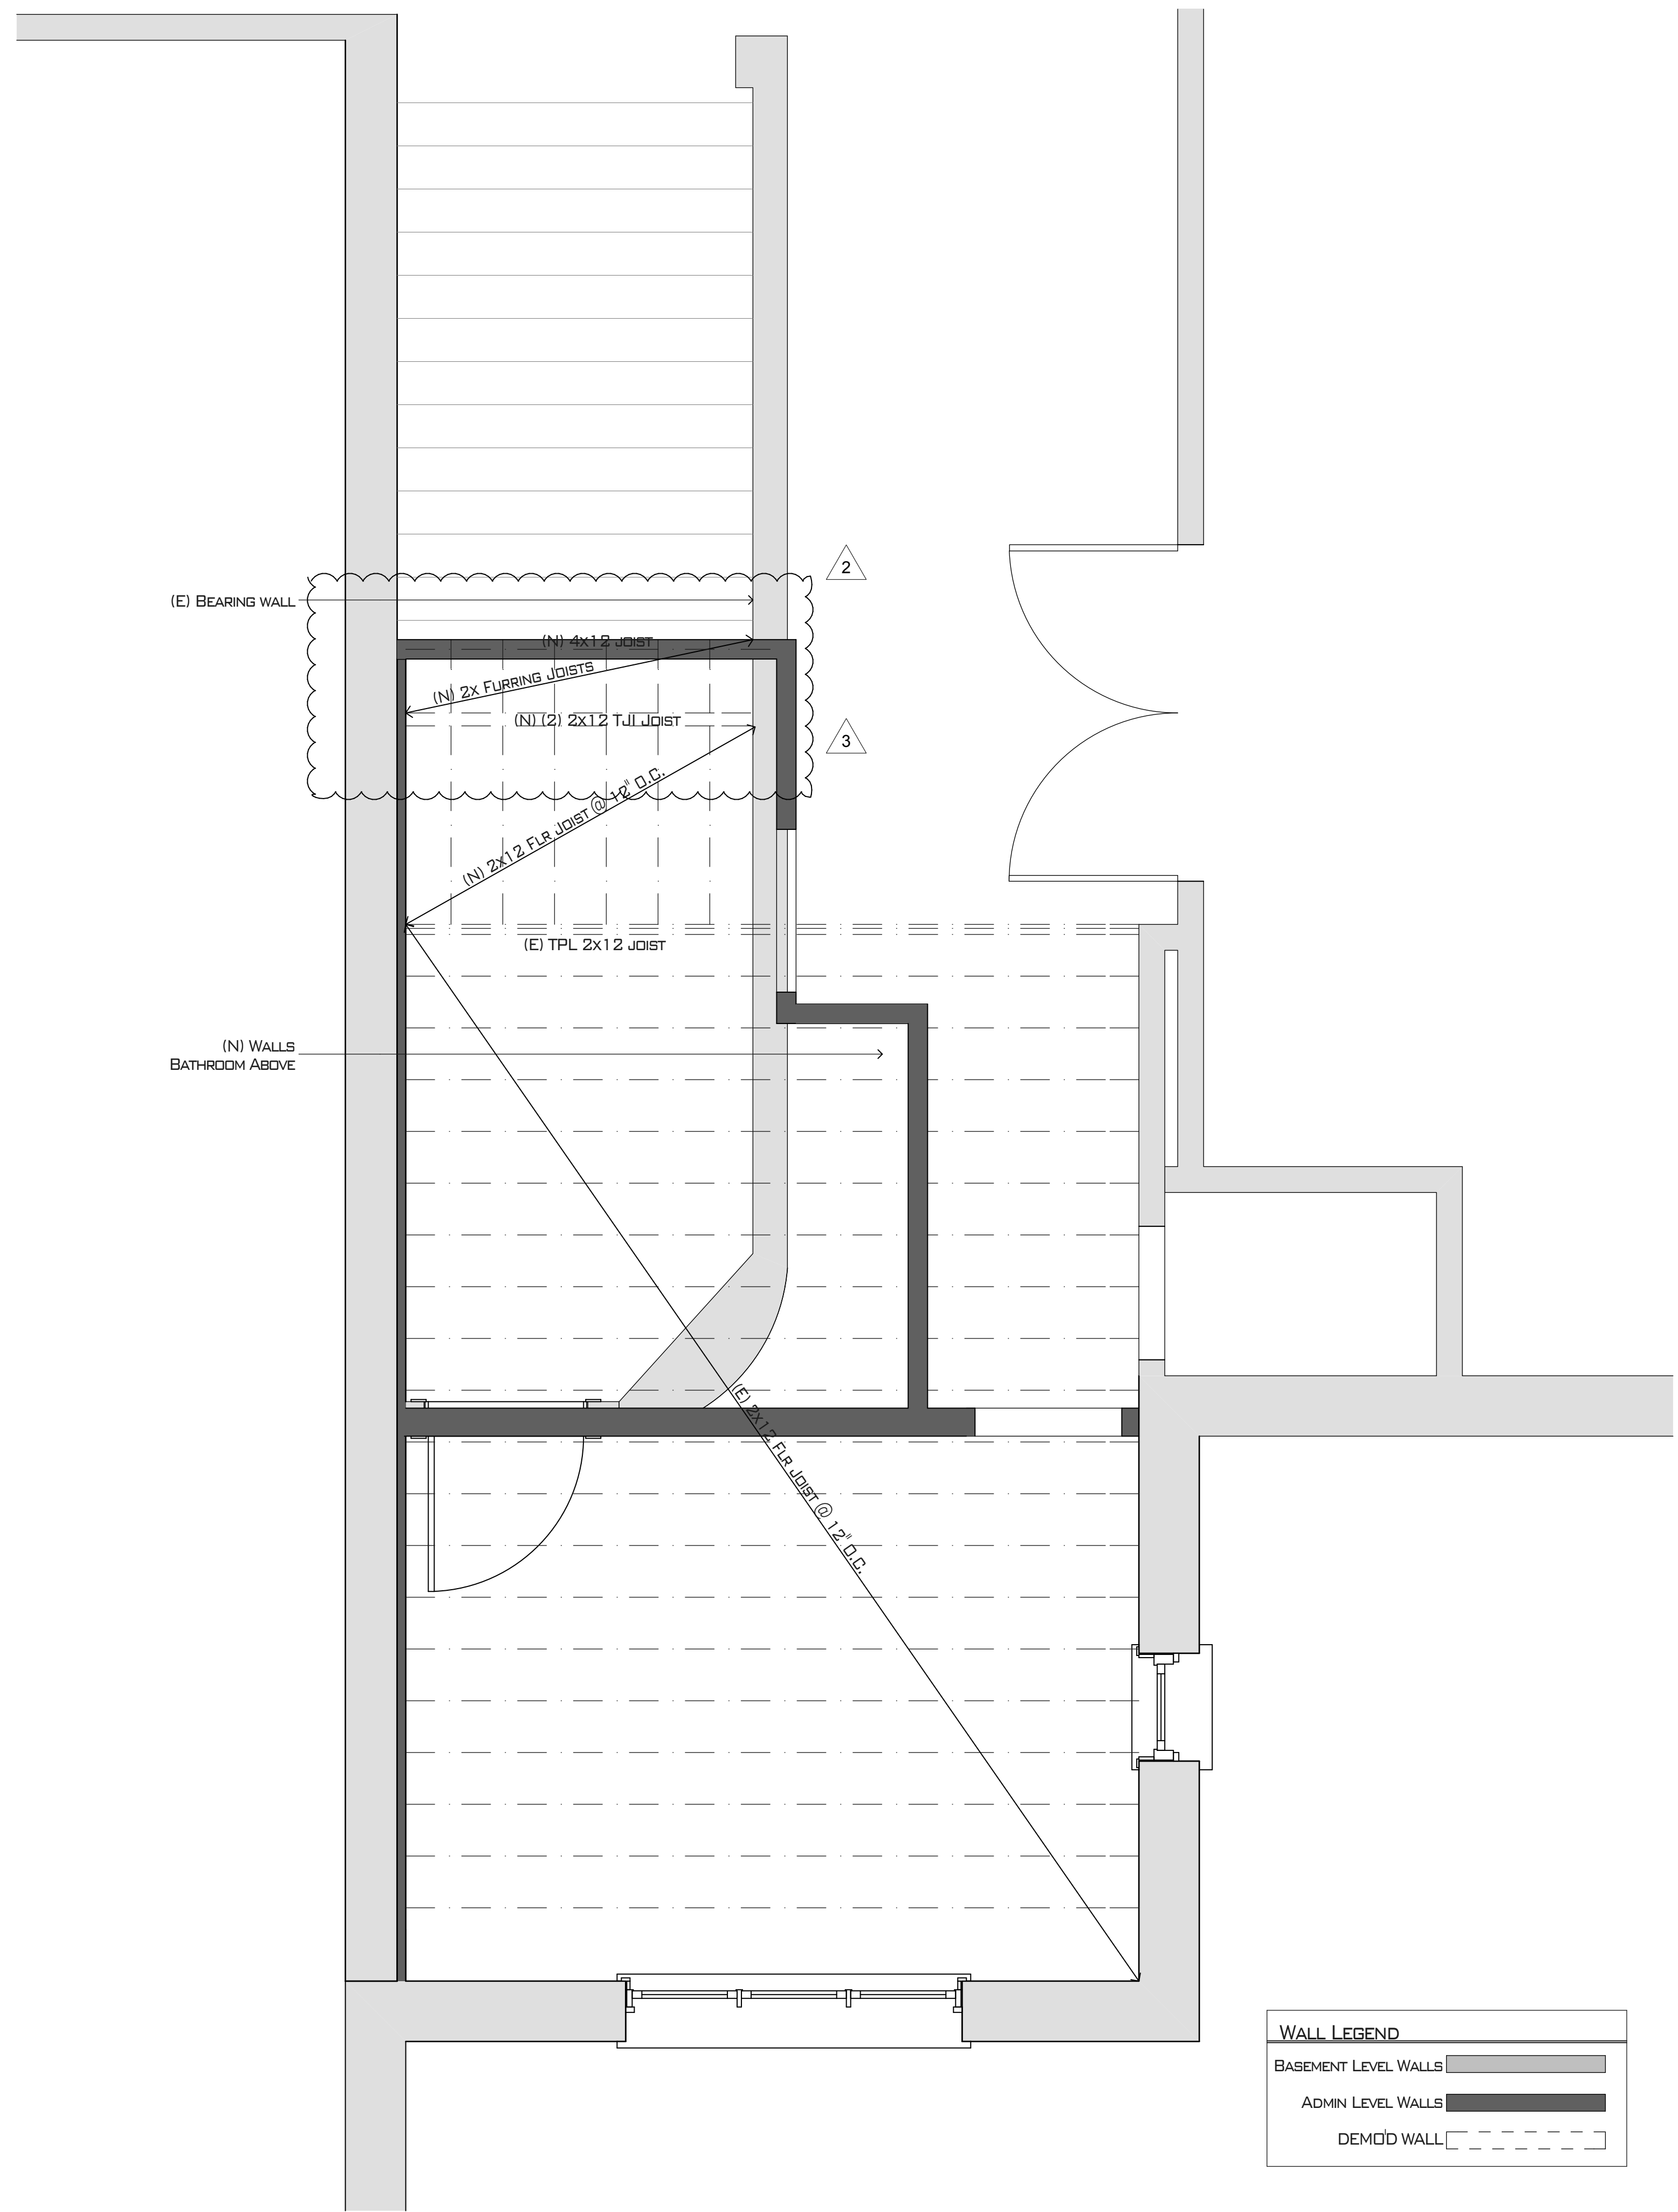 2
(E) Bearing wall
(N) 4x12 joist
(N) 2x Furring Joists
(N) (2) 2x12 TJI Joist
3
(N) 2x12 Flr Joist @ 12" O.C.
(E) TPL 2x12 joist
(N) Walls
Bathroom Above
(E) 2x12 Flr Joist @ 12" O.C.
Wall Legend
Basement Level Walls
Admin Level Walls
DEMO'D WALL